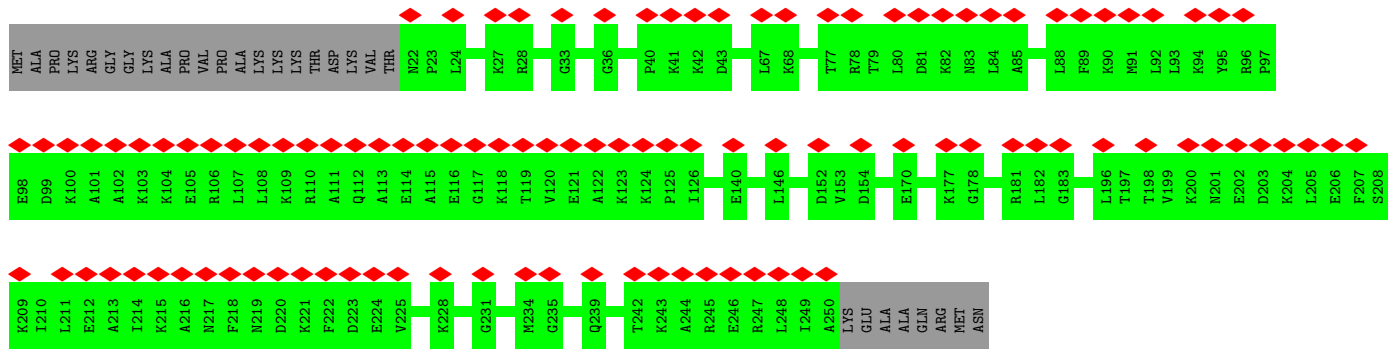 MET ALA PRO LYS ARG GLY GLY LYS ALA PRO VAL PRO ALA LYS LYS LYS THR ASP LYS VAL THR N22 P23 L24 K27 R28 G33 G36 P40 K41 K42 D43 L67 K68 T77 R78 T79 L80 D81 K82 N83 L84 A85 L88 F89 K90 M91 L92 L93 K94 Y95 R96 P97
E98 D99 K100 A101 A102 K103 K104 E105 R106 L107 L108 K109 R110 A111 Q112 A113 E114 A115 E116 G117 K118 T119 V120 E121 A122 K123 K124 P125 I126 E140 L146 D152 V153 D154 E170 K177 G178 R181 L182 G183 L196 T197 T198 V199 K200 N201 E202 D203 K204 L205 E206 F207 S208
K209 I210 L211 E212 A213 I214 K215 A216 N217 F218 N219 D220 K221 F222 D223 E224 V225 K228 G231 M234 G235 Q239 T242 K243 A244 R245 E246 R247 L248 I249 A250 LYS GLU ALA ALA GLN ARG MET ASN